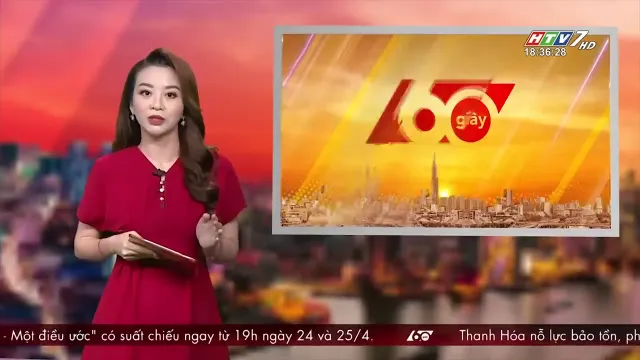 HTV7 HD
18:36:28
60 giây
- Một điều ước" có suất chiếu ngay từ 19h ngày 24 và 25/4. 60 Thanh Hóa nỗ lực bảo tồn, ph